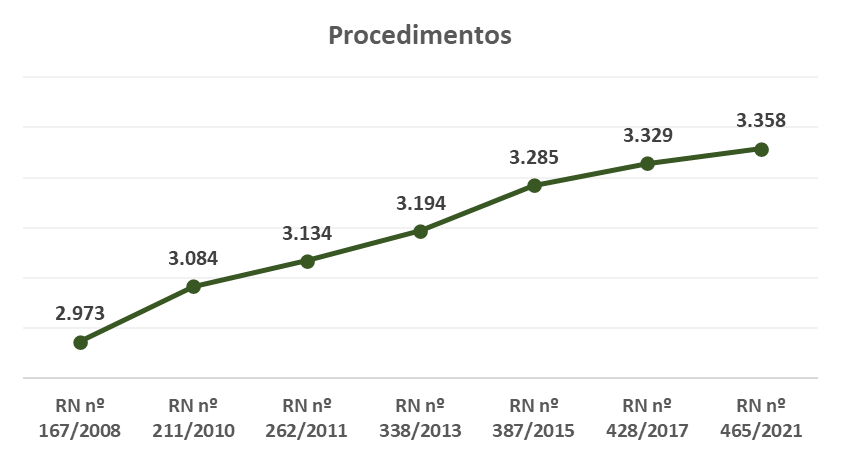 Procedimentos
2.973
3.084
3.134
3.194
3.285
3.329
3.358
RN nº
167/2008
RN nº
211/2010
RN nº
262/2011
RN nº
338/2013
RN nº
387/2015
RN nº
428/2017
RN nº
465/2021